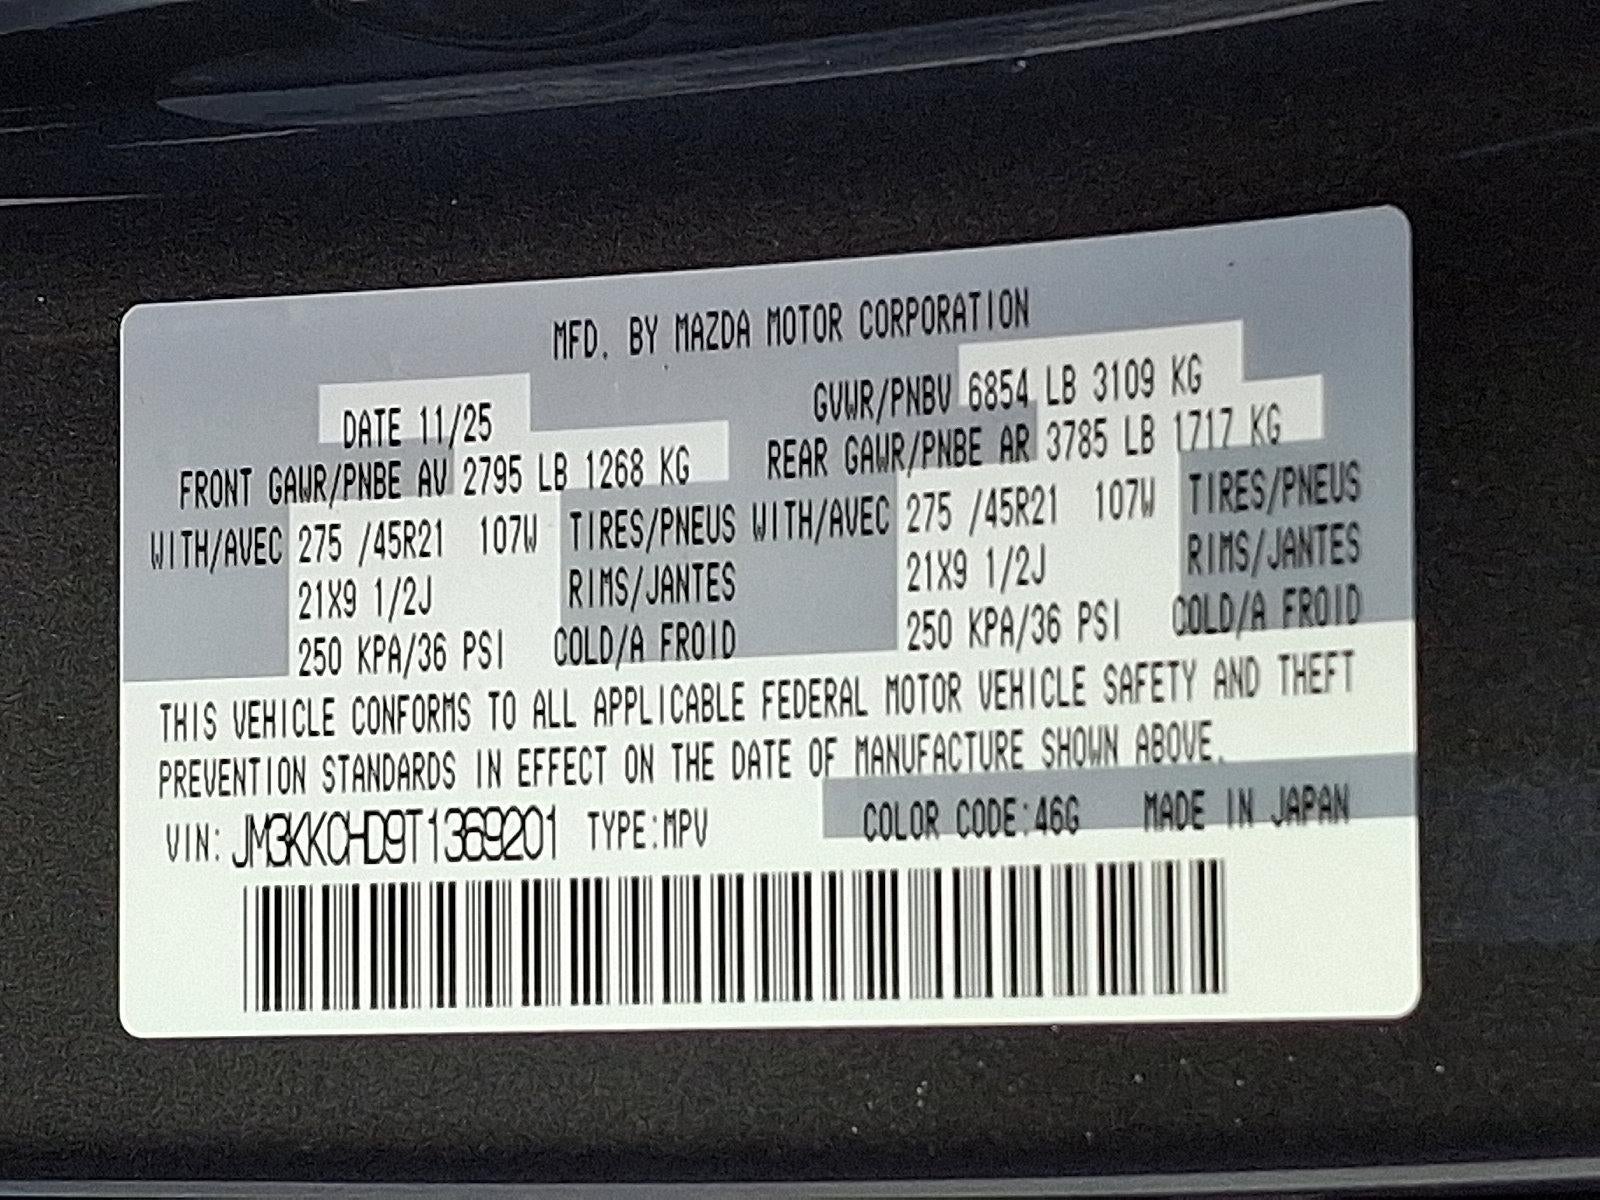 MFD. BY MAZDA MOTOR CORPORATION
DATE 11/25 GVWR/PNBV 6854 LB 3109 KG
FRONT GAWR/PNBE AV 2795 LB 1268 KG REAR GAWR/PNBE AR 3785 LB 1717 KG
WITH/AVEC 275 /45R21 107W TIRES/PNEUS WITH/AVEC 275 /45R21 107W TIRES/PNEUS
21X9 1/2J RIMS/JANTES 21X9 1/2J RIMS/JANTES
250 KPA/36 PSI COLD/A FROID 250 KPA/36 PSI COLD/A FROID
THIS VEHICLE CONFORMS TO ALL APPLICABLE FEDERAL MOTOR VEHICLE SAFETY AND THEFT
PREVENTION STANDARDS IN EFFECT ON THE DATE OF MANUFACTURE SHOWN ABOVE.
VIN: JM3KKCHD9T1369201 TYPE:MPV COLOR CODE:46G MADE IN JAPAN